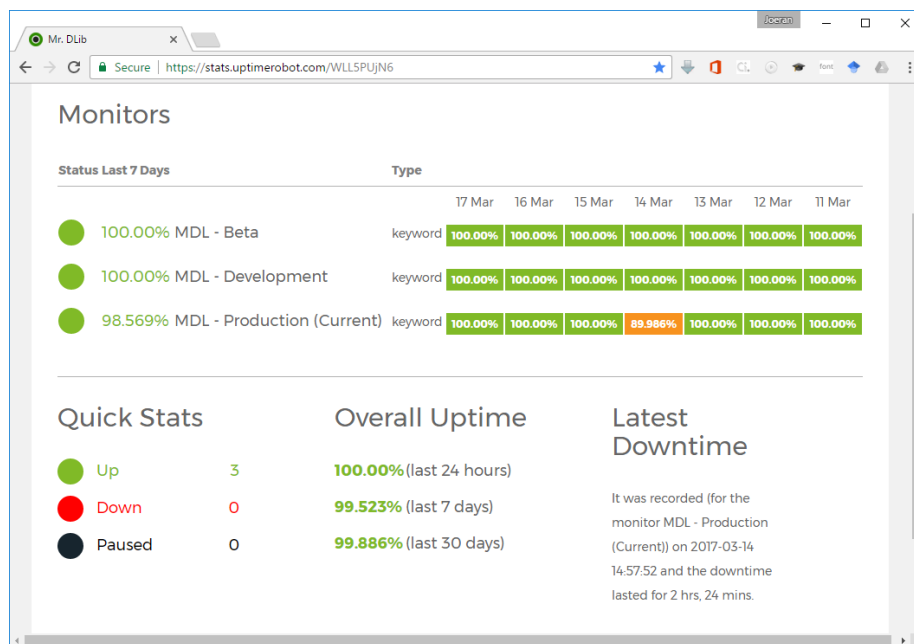 Joeran
Mr. DLib
Secure | https://stats.uptimerobot.com/WLL5PUjN6
Ci.
font
Monitors
Status Last 7 Days Type
17 Mar 16 Mar 15 Mar 14 Mar 13 Mar 12 Mar 11 Mar
100.00% MDL - Beta keyword 100.00% 100.00% 100.00% 100.00% 100.00% 100.00% 100.00%
100.00% MDL - Development keyword 100.00% 100.00% 100.00% 100.00% 100.00% 100.00% 100.00%
98.569% MDL - Production (Current) keyword 100.00% 100.00% 100.00% 89.986% 100.00% 100.00% 100.00%
Quick Stats
Up 3
Down 0
Paused 0
Overall Uptime
100.00% (last 24 hours)
99.523% (last 7 days)
99.886% (last 30 days)
Latest
Downtime
It was recorded (for the
monitor MDL - Production
(Current)) on 2017-03-14
14:57:52 and the downtime
lasted for 2 hrs, 24 mins.